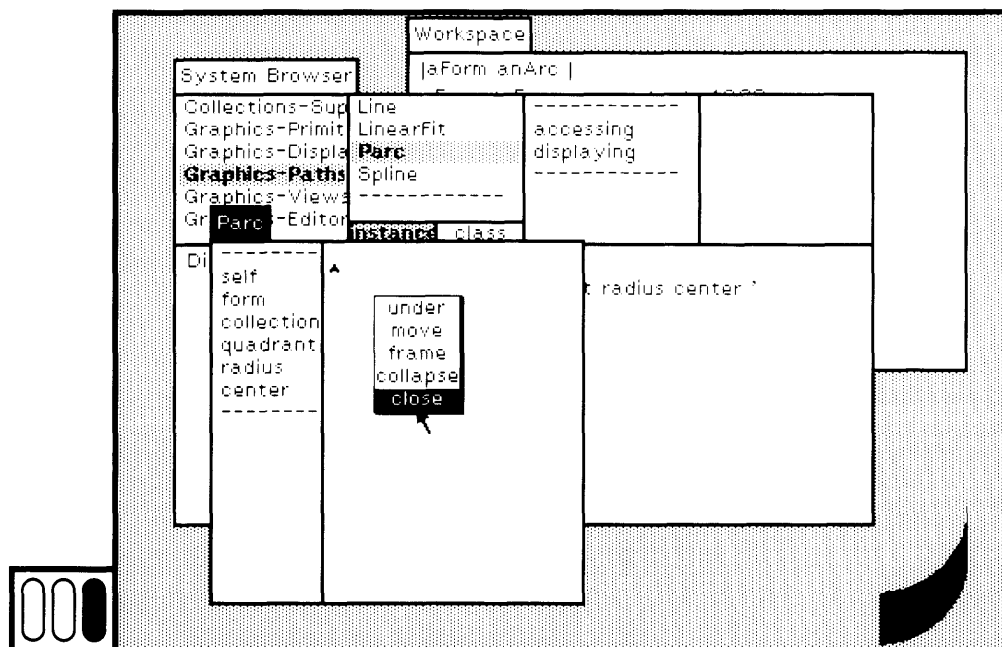 Workspace
|aForm anArc |
System Browser
Collections-Sup
Graphics-Primit
Graphics-Displa
Graphics-Paths
Graphics-Views
Gr s-Editor
Line
LinearFit
Parc
Spline
------------
instance class
------------
accessing
displaying
------------
Parc
Di
t radius center '
------------
self
form
collection
quadrant
radius
center
------------
under
move
frame
collapse
close